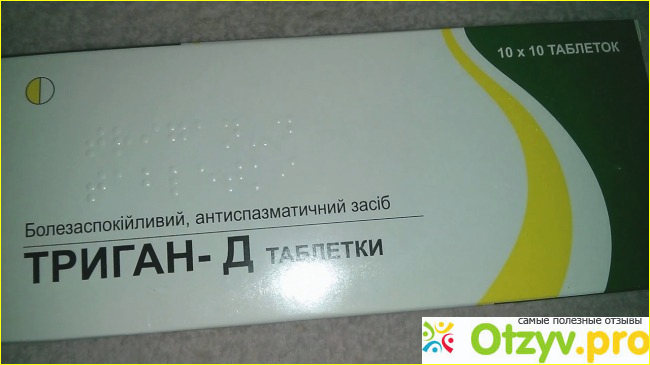 10 x 10 ТАБЛЕТОК
Болезаспокійливий, антиспазматичний засіб
ТРИГАН-Д ТАБЛЕТКИ
самые полезные отзывы
Otzyv.pro